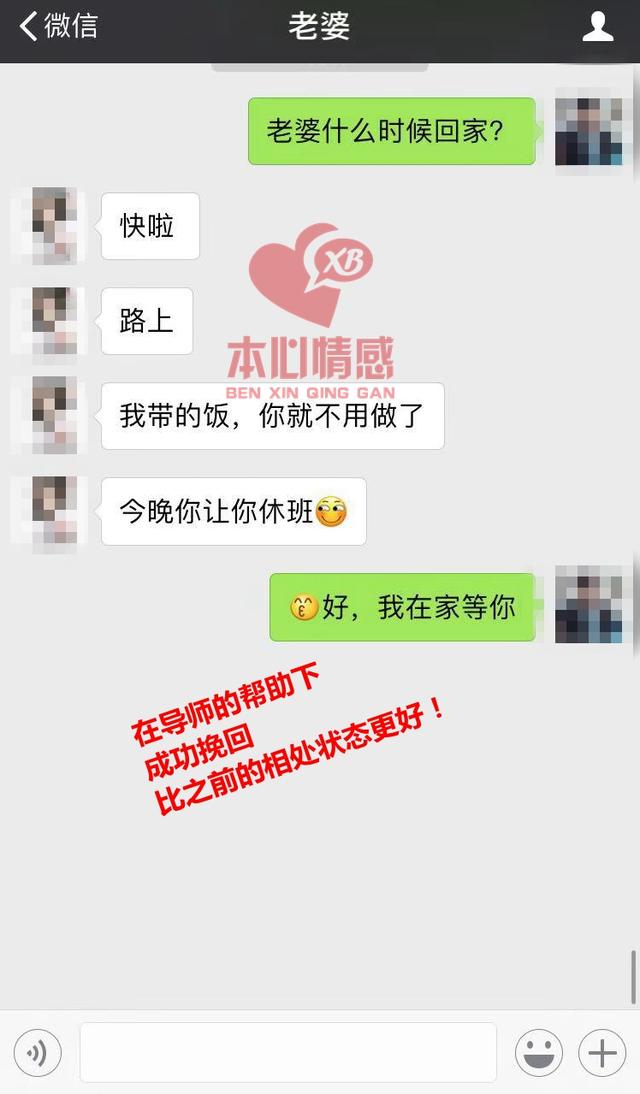 微信
老婆
老婆什么时候回家？
快啦
路上
XB
本心情感
BEN XIN QING GAN
我带的饭，你就不用做了
今晚你让你休班
好，我在家等你
在导师的帮助下
成功挽回
比之前的相处状态更好！